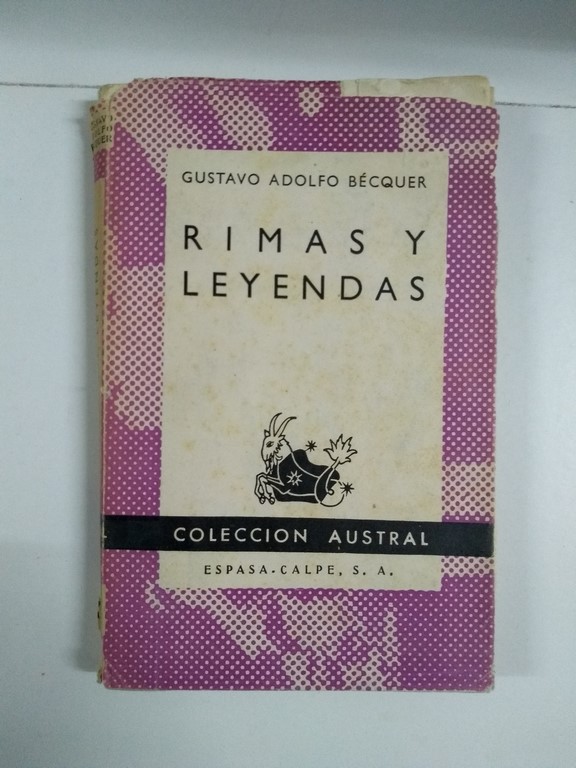 GUSTAVO ADOLFO BÉCQUER
RIMAS Y
LEYENDAS
COLECCION AUSTRAL
ESPASA-CALPE, S. A.